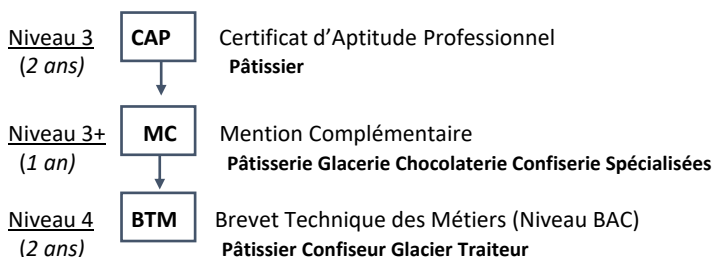 Niveau 3 CAP Certificat d’Aptitude Professionnel
(2 ans) Pâtissier
Niveau 3+ MC Mention Complémentaire
(1 an) Pâtisserie Glacerie Chocolaterie Confiserie Spécialisées
Niveau 4 BTM Brevet Technique des Métiers (Niveau BAC)
(2 ans) Pâtissier Confiseur Glacier Traiteur